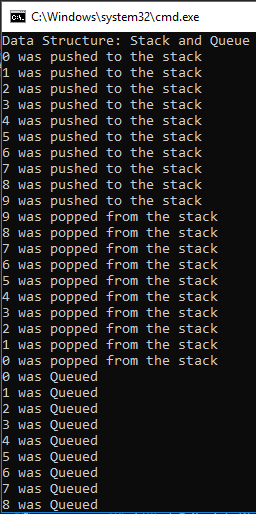 C:\Windows\system32\cmd.exe
Data Structure: Stack and Queue
0 was pushed to the stack
1 was pushed to the stack
2 was pushed to the stack
3 was pushed to the stack
4 was pushed to the stack
5 was pushed to the stack
6 was pushed to the stack
7 was pushed to the stack
8 was pushed to the stack
9 was pushed to the stack
9 was popped from the stack
8 was popped from the stack
7 was popped from the stack
6 was popped from the stack
5 was popped from the stack
4 was popped from the stack
3 was popped from the stack
2 was popped from the stack
1 was popped from the stack
0 was popped from the stack
0 was Queued
1 was Queued
2 was Queued
3 was Queued
4 was Queued
5 was Queued
6 was Queued
7 was Queued
8 was Queued